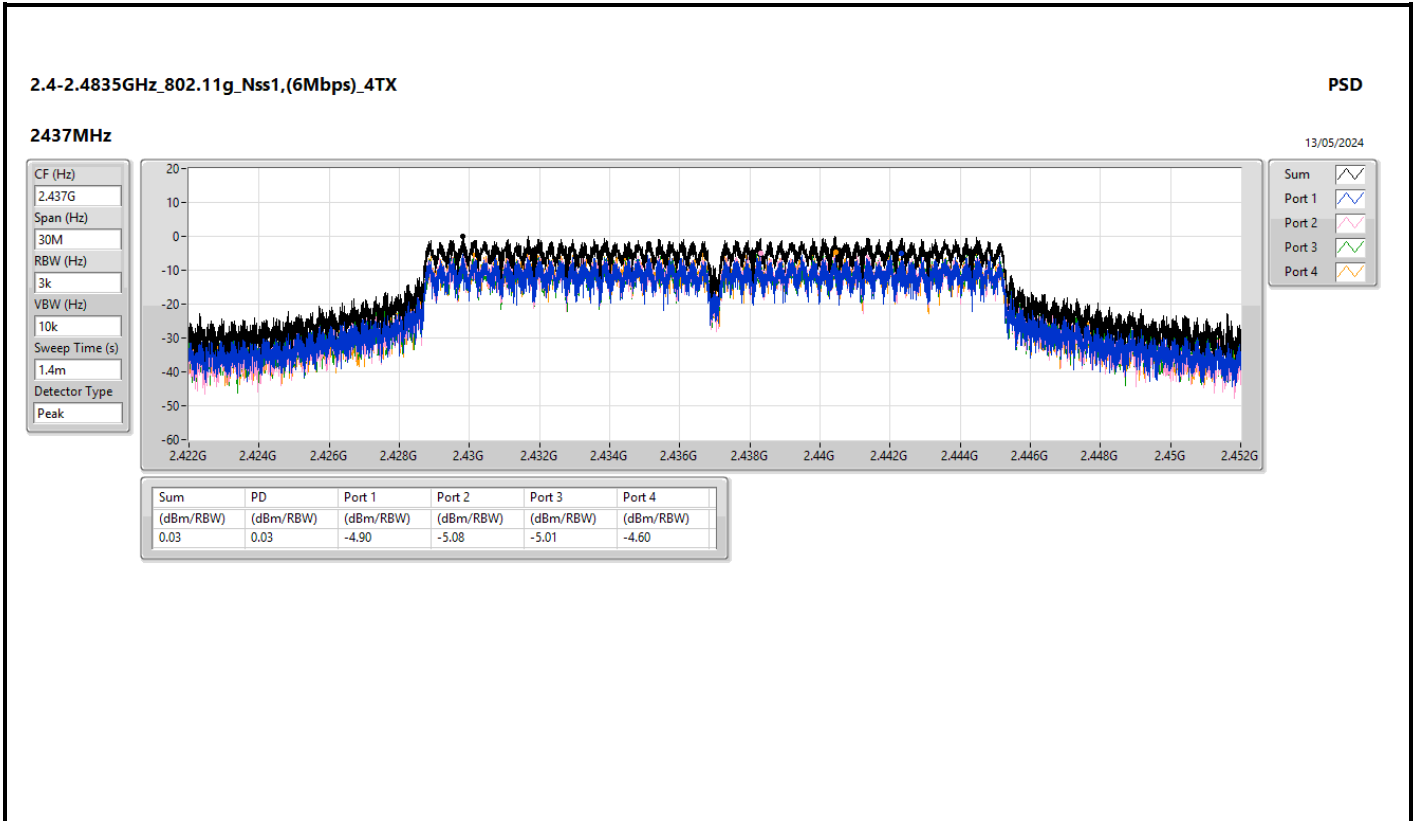 2.4-2.4835GHz_802.11g_Nss1,(6Mbps)_4TX
PSD
2437MHz
13/05/2024
CF (Hz)
2.437G
Span (Hz)
30M
RBW (Hz)
3k
VBW (Hz)
10k
Sweep Time (s)
1.4m
Detector Type
Peak
20
10
0
-10
-20
-30
-40
-50
-60
2.422G 2.424G 2.426G 2.428G 2.43G 2.432G 2.434G 2.436G 2.438G 2.44G 2.442G 2.444G 2.446G 2.448G 2.45G 2.452G
Sum
Port 1
Port 2
Port 3
Port 4
Sum PD Port 1 Port 2 Port 3 Port 4
(dBm/RBW) (dBm/RBW) (dBm/RBW) (dBm/RBW) (dBm/RBW) (dBm/RBW)
0.03 0.03 -4.90 -5.08 -5.01 -4.60